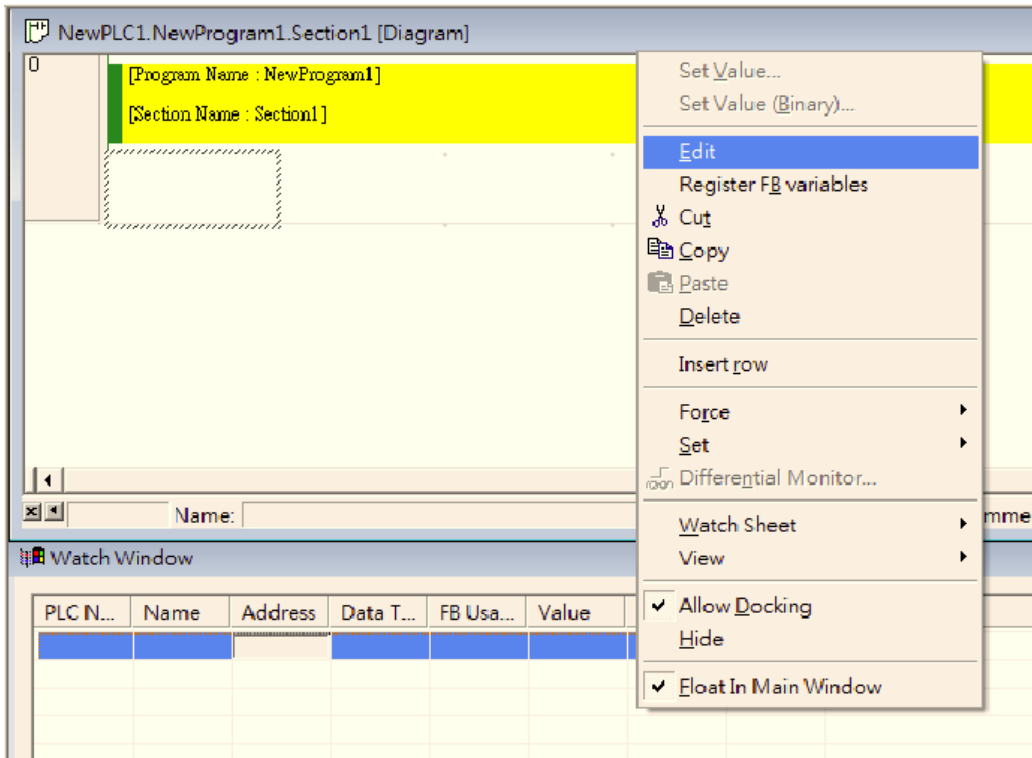 NewPLC1.NewProgram1.Section1 [Diagram]
0
[Program Name : NewProgram1]
[Section Name : Section1]
Set Value...
Set Value (Binary)...
Edit
Register FB variables
Cut
Copy
Paste
Delete
Insert row
Force
Set
Differential Monitor...
Watch Sheet
View
Allow Docking
Hide
Float In Main Window
Name:
mme
Watch Window
PLC N... Name Address Data T... FB Usa... Value